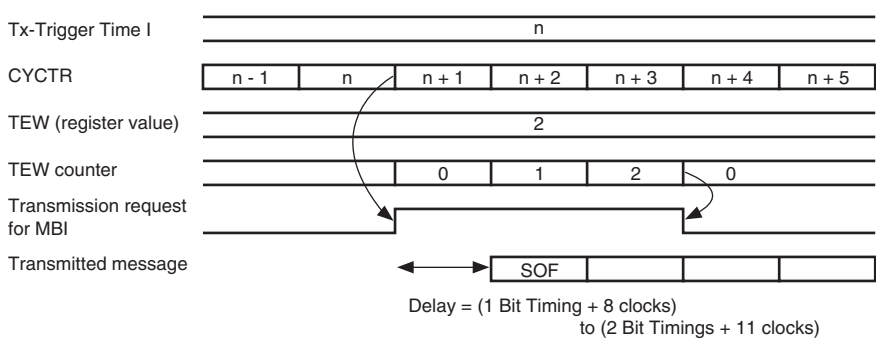 Tx-Trigger Time I n
CYCTR n - 1 n n + 1 n + 2 n + 3 n + 4 n + 5
TEW (register value) 2
TEW counter 0 1 2 0
Transmission request
for MBI
Transmitted message SOF
Delay = (1 Bit Timing + 8 clocks)
to (2 Bit Timings + 11 clocks)